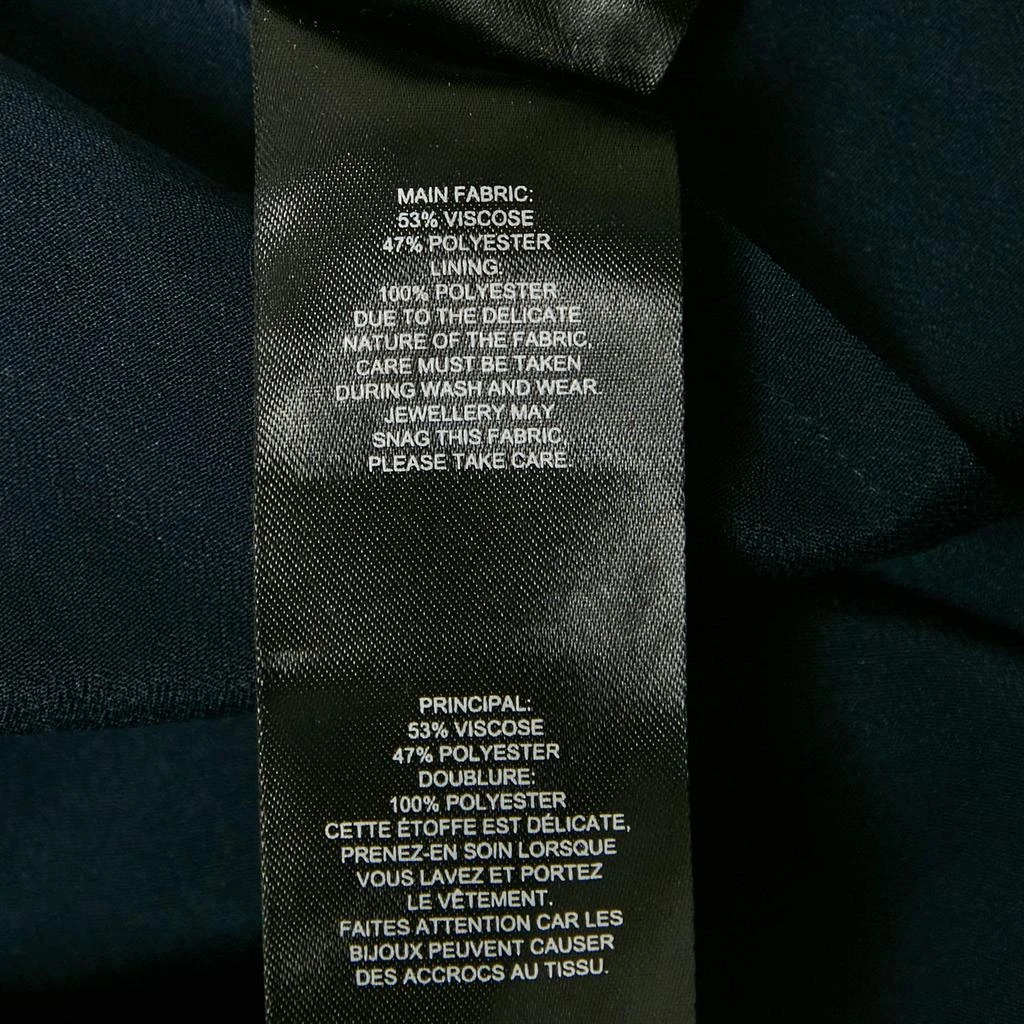 MAIN FABRIC:
53% VISCOSE
47% POLYESTER
LINING:
100% POLYESTER
DUE TO THE DELICATE
NATURE OF THE FABRIC,
CARE MUST BE TAKEN
DURING WASH AND WEAR.
JEWELLERY MAY
SNAG THIS FABRIC,
PLEASE TAKE CARE.
PRINCIPAL:
53% VISCOSE
47% POLYESTER
DOUBLURE:
100% POLYESTER
CETTE ÉTOFFE EST DÉLICATE,
PRENEZ-EN SOIN LORSQUE
VOUS LAVEZ ET PORTEZ
LE VÊTEMENT.
FAITES ATTENTION CAR LES
BIJOUX PEUVENT CAUSER
DES ACCROCS AU TISSU.